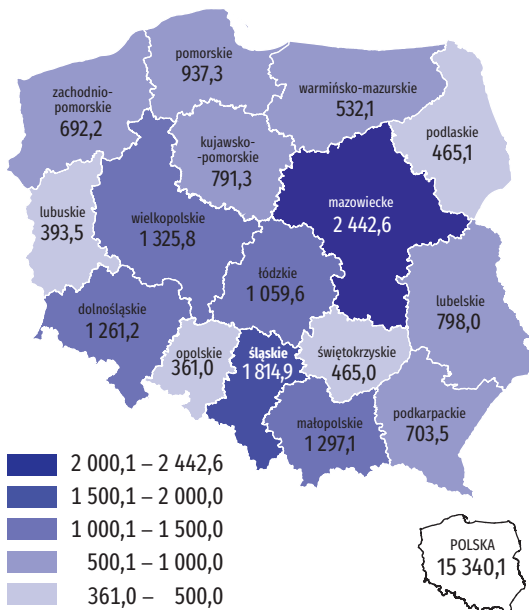 pomorskie
937,3
warmińsko-mazurskie
532,1
zachodnio-
pomorskie
692,2
podlaskie
465,1
kujawsko-
-pomorskie
791,3
mazowieckie
2 442,6
lubuskie
393,5
wielkopolskie
1 325,8
łódzkie
1 059,6
lubelskie
798,0
dolnośląskie
1 261,2
opolskie
361,0
śląskie
1 814,9
świętokrzyskie
465,0
małopolskie
1 297,1
podkarpackie
703,5
2 000,1 – 2 442,6
1 500,1 – 2 000,0
1 000,1 – 1 500,0
500,1 – 1 000,0
361,0 – 500,0
POLSKA
15 340,1